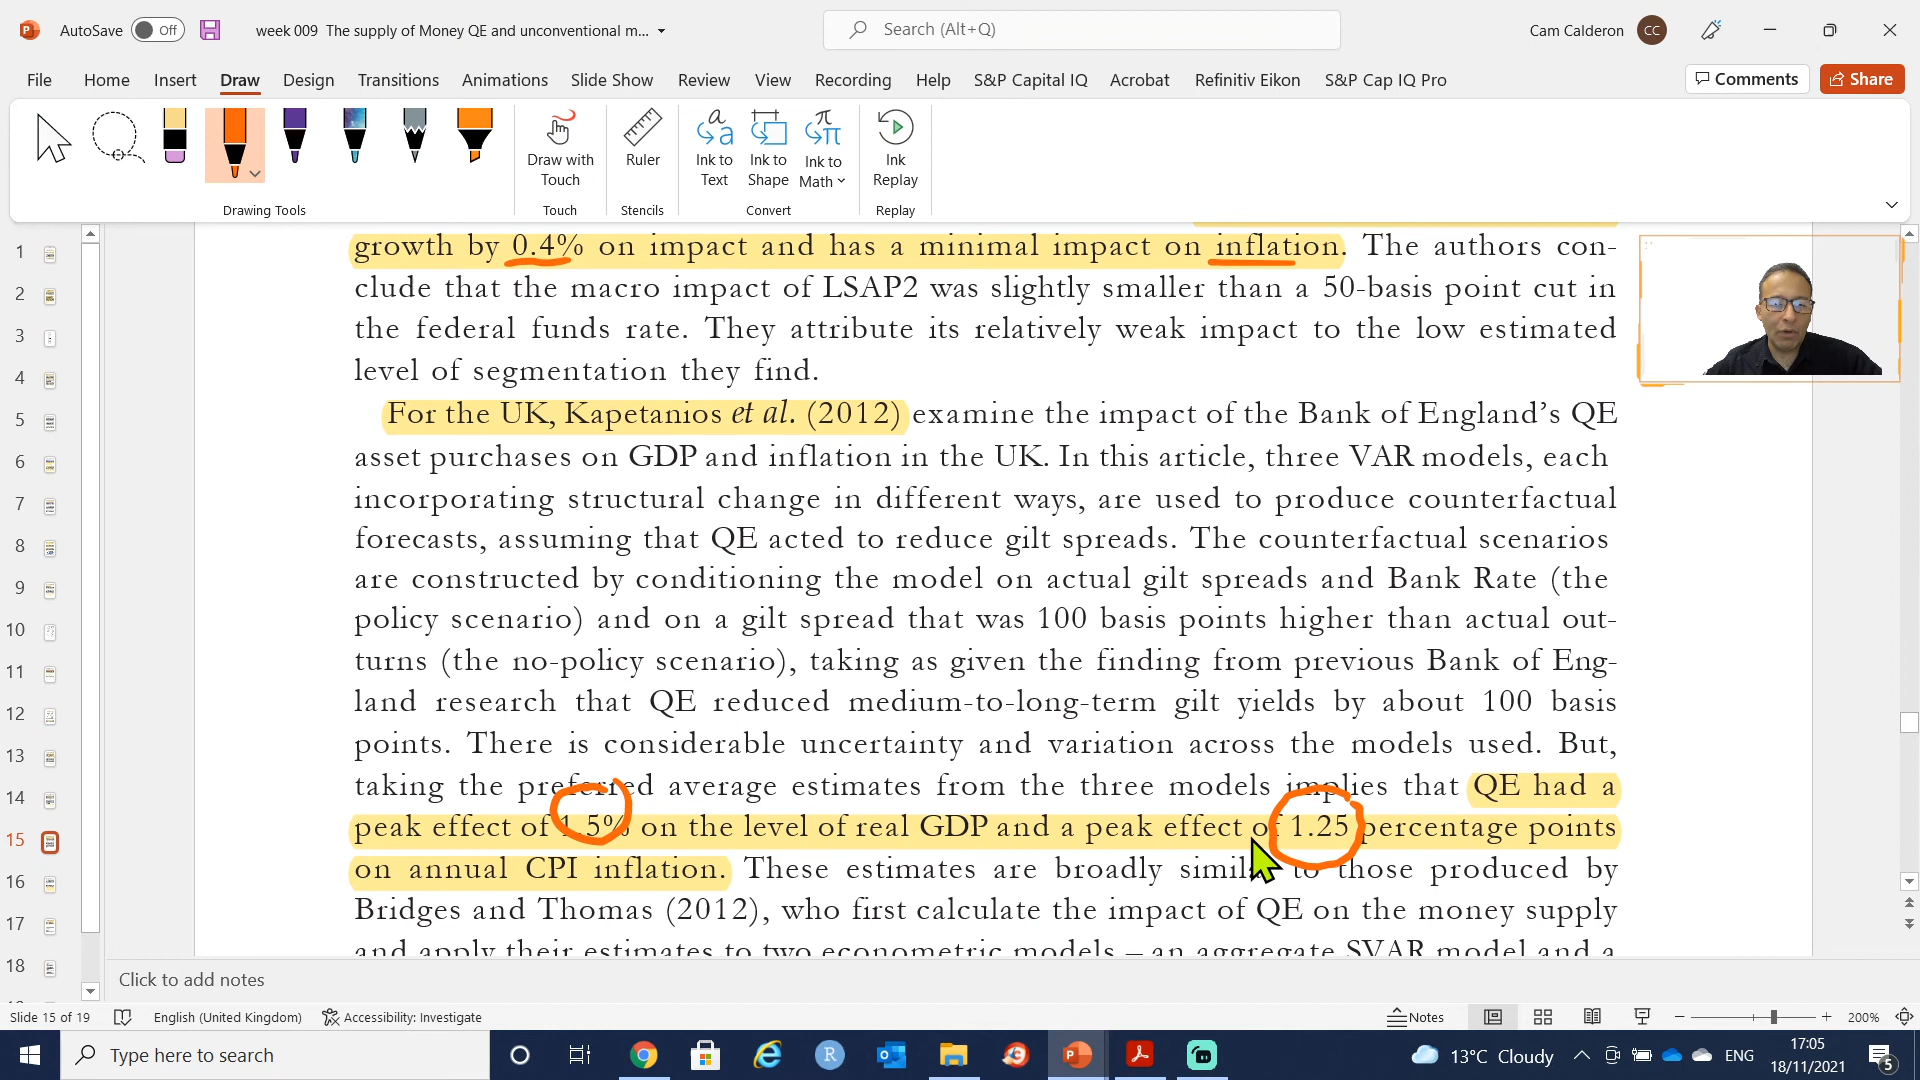 AutoSave Off week 009 The supply of Money QE and unconventional m... Search (Alt+Q) Cam Calderon CC
File Home Insert Draw Design Transitions Animations Slide Show Review View Recording Help S&P Capital IQ Acrobat Refinitiv Eikon S&P Cap IQ Pro Comments Share
Draw with Touch
Ruler
Ink to Text
Ink to Shape
Ink to Math
Ink Replay
Drawing Tools Touch Stencils Convert Replay
1
2
3
4
5
6
7
8
9
10
11
12
13
14
15
16
17
18
growth by 0.4% on impact and has a minimal impact on inflation. The authors con-
clude that the macro impact of LSAP2 was slightly smaller than a 50-basis point cut in
the federal funds rate. They attribute its relatively weak impact to the low estimated
level of segmentation they find.
For the UK, Kapetanios et al. (2012) examine the impact of the Bank of England’s QE
asset purchases on GDP and inflation in the UK. In this article, three VAR models, each
incorporating structural change in different ways, are used to produce counterfactual
forecasts, assuming that QE acted to reduce gilt spreads. The counterfactual scenarios
are constructed by conditioning the model on actual gilt spreads and Bank Rate (the
policy scenario) and on a gilt spread that was 100 basis points higher than actual out-
turns (the no-policy scenario), taking as given the finding from previous Bank of Eng-
land research that QE reduced medium-to-long-term gilt yields by about 100 basis
points. There is considerable uncertainty and variation across the models used. But,
taking the preferred average estimates from the three models implies that QE had a
peak effect of 1.5% on the level of real GDP and a peak effect of 1.25 percentage points
on annual CPI inflation. These estimates are broadly similar to those produced by
Bridges and Thomas (2012), who first calculate the impact of QE on the money supply
and apply their estimates to two econometric models – an aggregate SVAR model and a
Click to add notes
Slide 15 of 19 English (United Kingdom) Accessibility: Investigate Notes 200%
Type here to search 13°C Cloudy ENG 17:05
18/11/2021 5